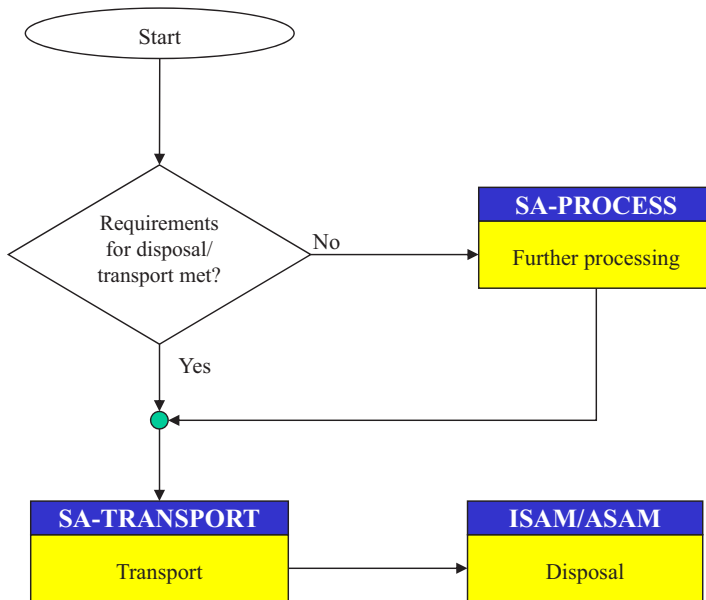 Start
Requirements
for disposal/
transport met?
No
SA-PROCESS
Further processing
Yes
SA-TRANSPORT
Transport
ISAM/ASAM
Disposal